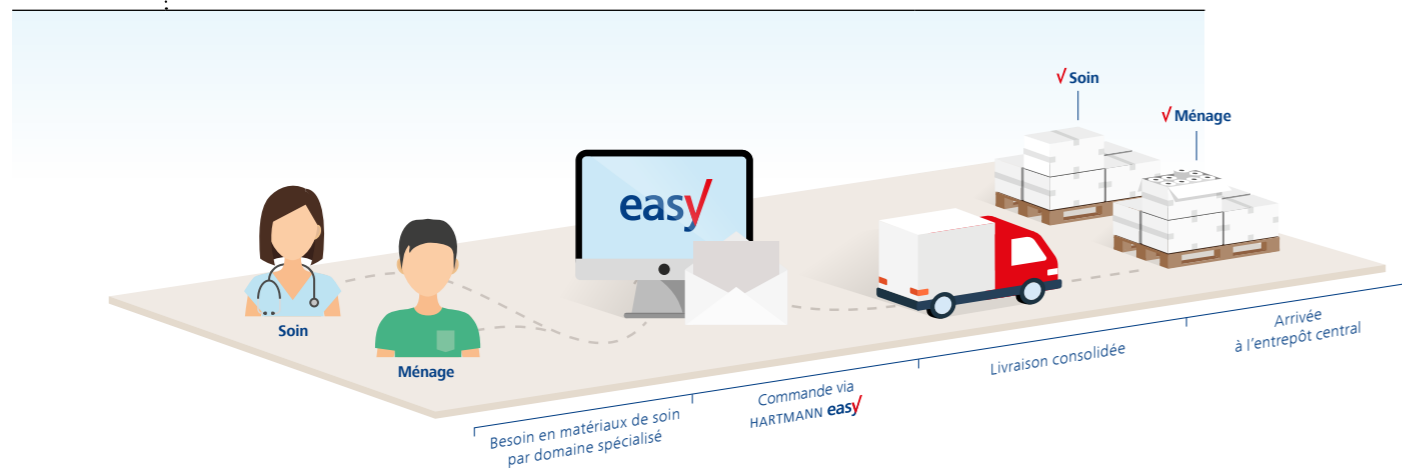 √ Soin
√ Ménage
easy
Soin
Ménage
Besoin en matériaux de soin
par domaine spécialisé
Commande via
HARTMANN easy
Livraison consolidée
Arrivée
à l’entrepôt central